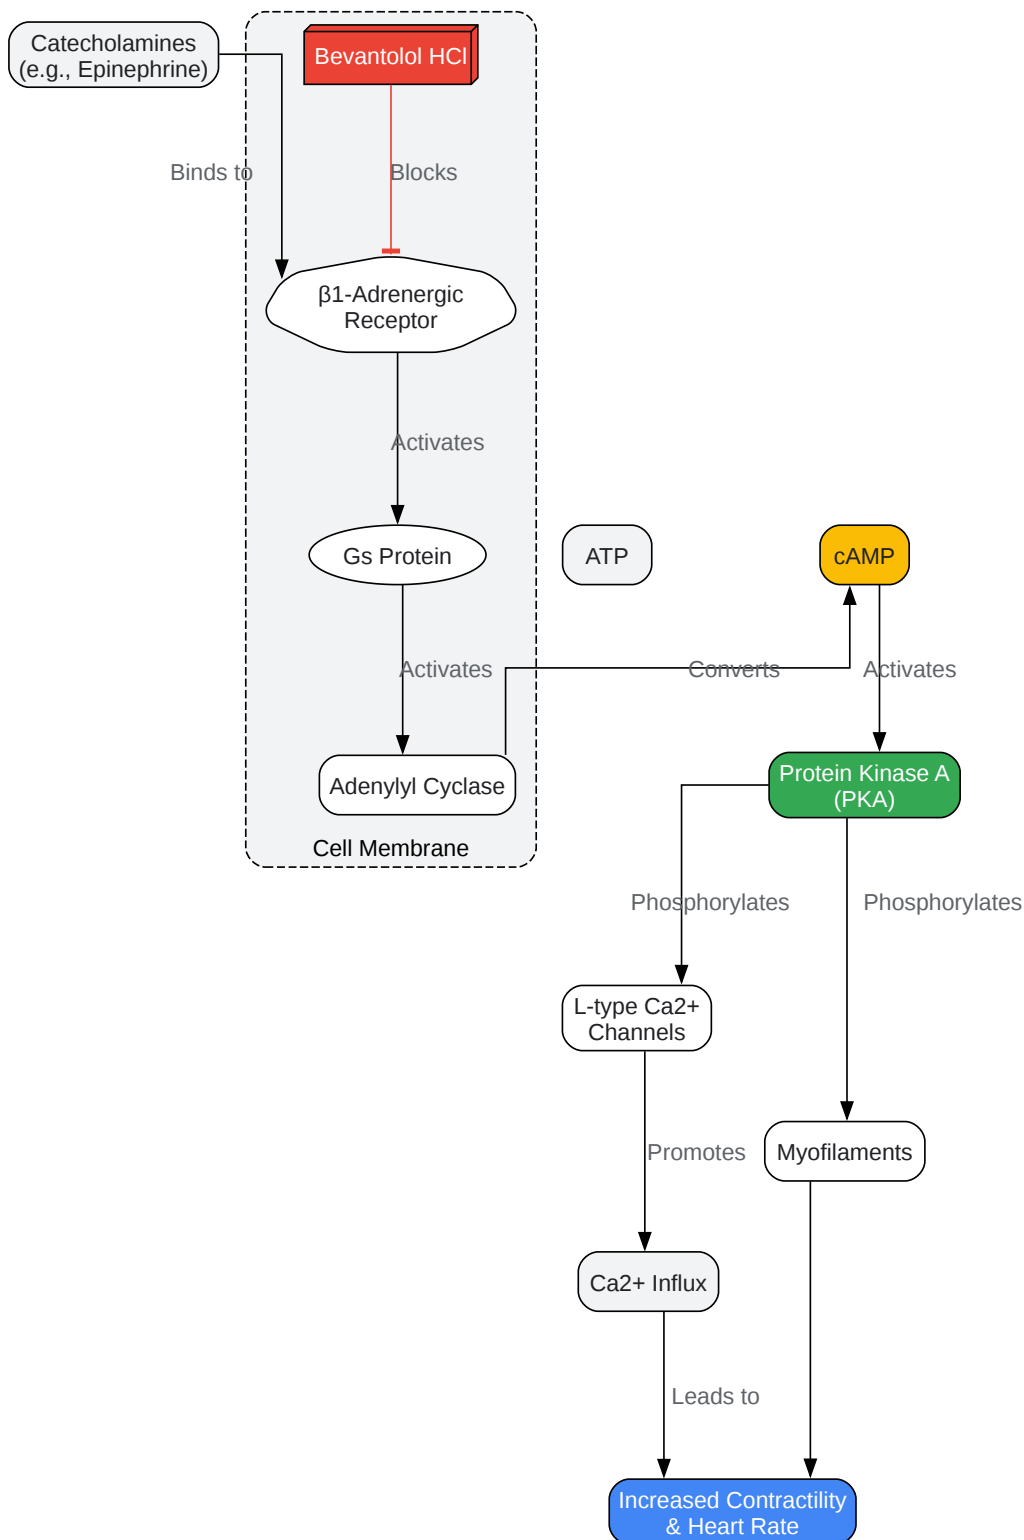 Catecholamines
(e.g., Epinephrine)
Bevantolol HCl
Binds to
Blocks
β1-Adrenergic
Receptor
Activates
Gs Protein
ATP
cAMP
Activates
Converts
Activates
Adenylyl Cyclase
Protein Kinase A
(PKA)
Cell Membrane
Phosphorylates
Phosphorylates
L-type Ca2+
Channels
Promotes
Myofilaments
Ca2+ Influx
Leads to
Increased Contractility
& Heart Rate